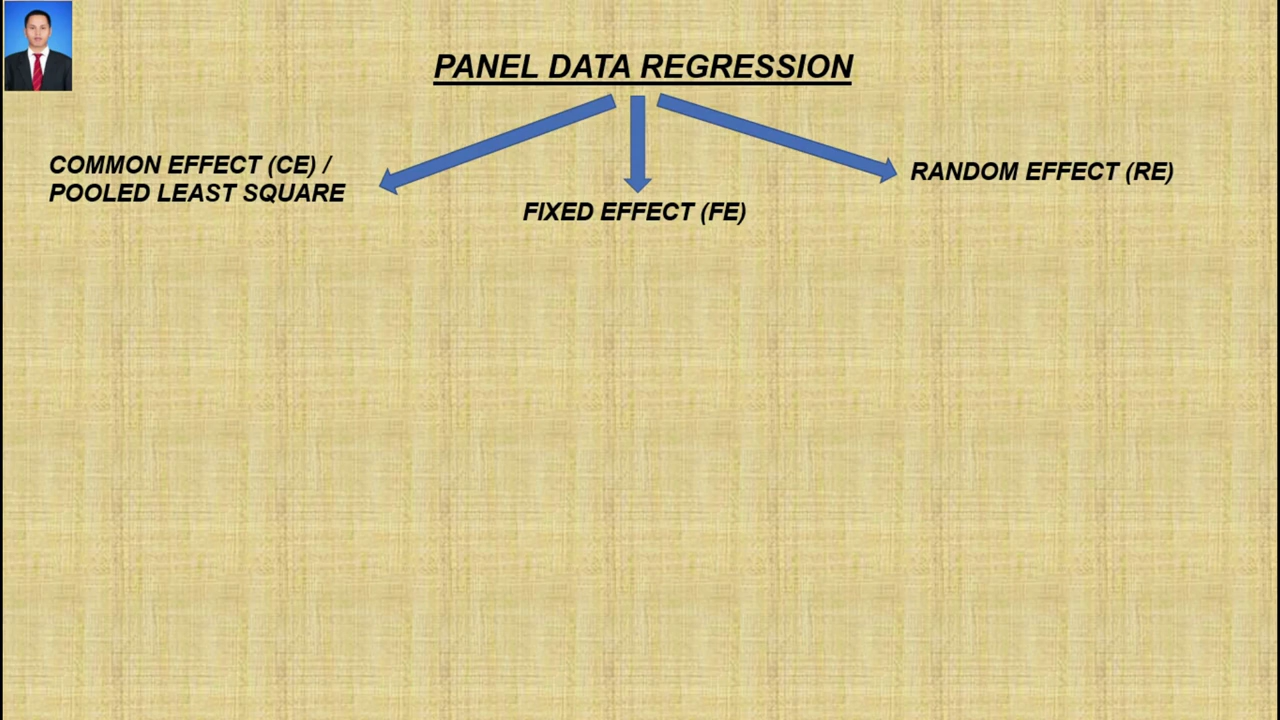 PANEL DATA REGRESSION
COMMON EFFECT (CE) /
POOLED LEAST SQUARE
FIXED EFFECT (FE)
RANDOM EFFECT (RE)